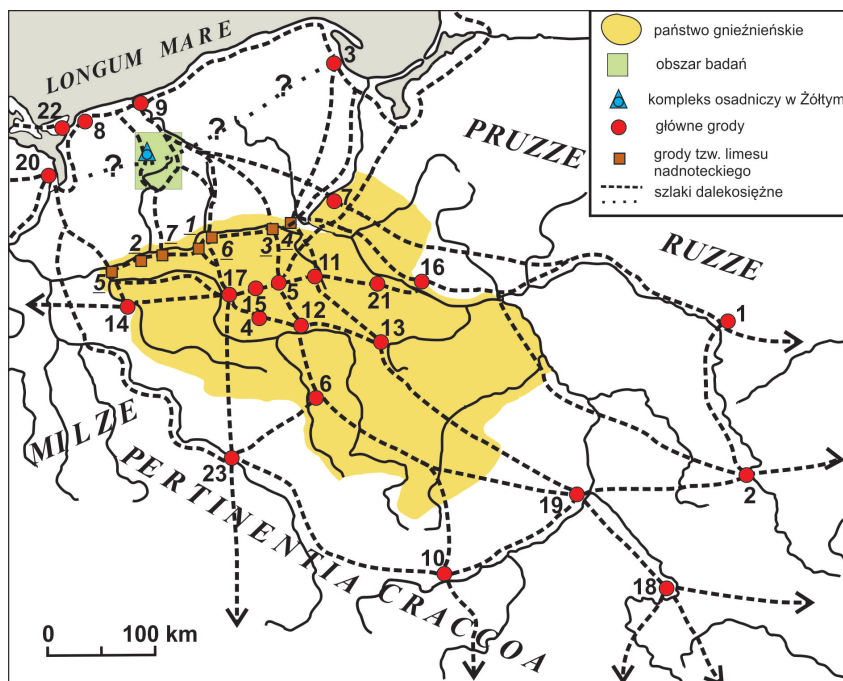 LONGUM MARE
PRUZZE
RUZZE
MILZE
PERTINENTIA CRACCOA
państwo gnieźnieńskie
obszar badań
kompleks osadniczy w Żółtym
główne grody
grody tzw. limesu
nadnoteckiego
szlaki dalekosiężne
3
9
22
8
?
?
?
20
7
7
1
2
6
3
4
5
17
15
5
11
21
16
14
4
12
13
1
6
23
19
2
10
18
0 100 km